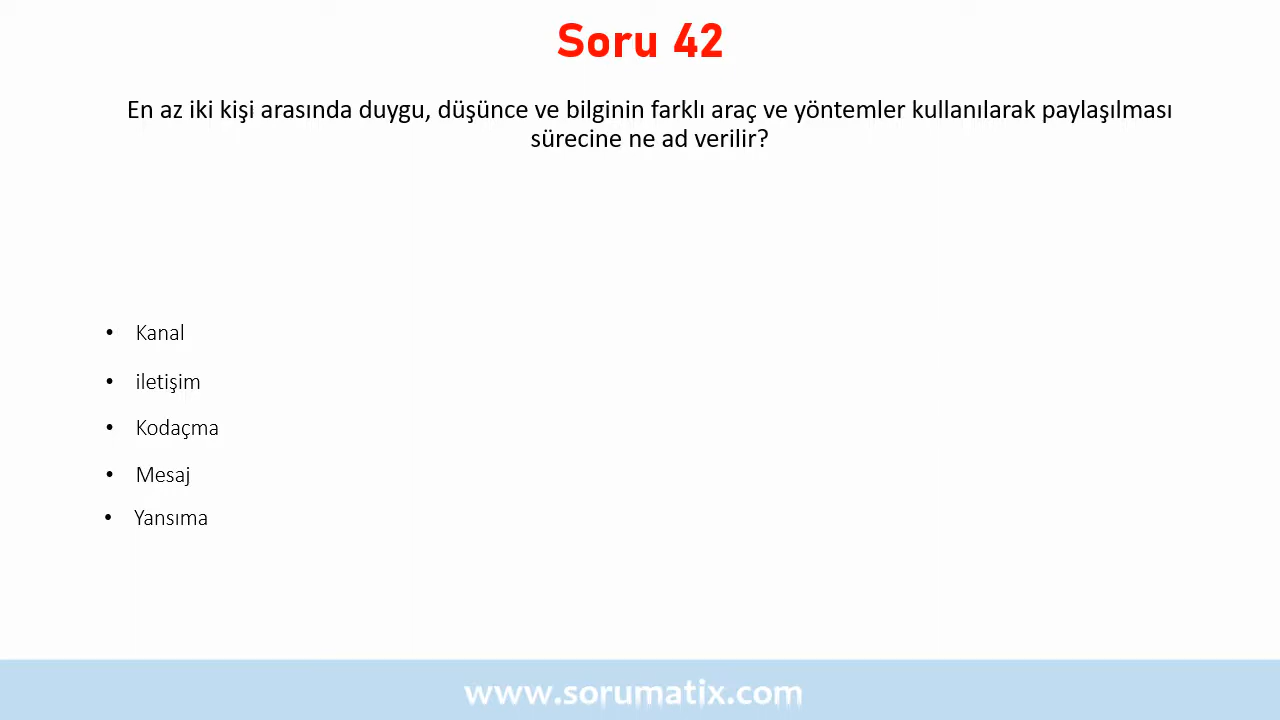 Soru 42
En az iki kişi arasında duygu, düşünce ve bilginin farklı araç ve yöntemler kullanılarak paylaşılması
sürecine ne ad verilir?
• Kanal
• iletişim
• Kodaçma
• Mesaj
• Yansıma
www.sorumatix.com